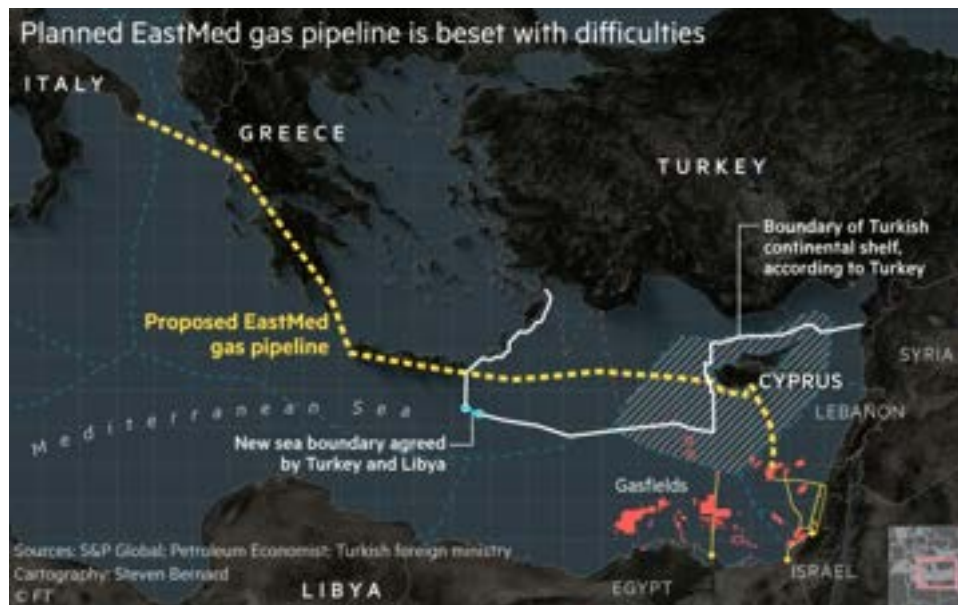 Planned EastMed gas pipeline is beset with difficulties
ITALY
GREECE
TURKEY
Boundary of Turkish
continental shelf,
according to Turkey
Proposed EastMed
gas pipeline
SYRIA
CYPRUS
LEBANON
Mediterranean Sea
New sea boundary agreed
by Turkey and Libya
Gasfields
Sources: S&P Global; Petroleum Economist; Turkish foreign ministry
Cartography: Steven Bernard
© FT
LIBYA
EGYPT
ISRAEL